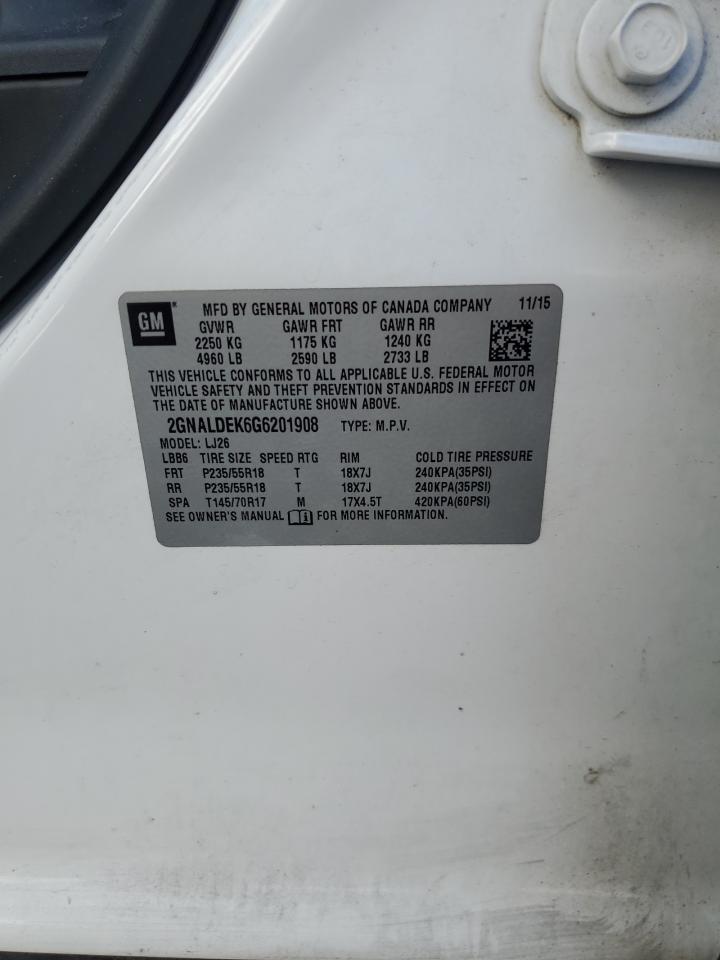 GM® MFD BY GENERAL MOTORS OF CANADA COMPANY 11/15
GVWR GAWR FRT GAWR RR
2250 KG 1175 KG 1240 KG
4960 LB 2590 LB 2733 LB
THIS VEHICLE CONFORMS TO ALL APPLICABLE U.S. FEDERAL MOTOR
VEHICLE SAFETY AND THEFT PREVENTION STANDARDS IN EFFECT ON
THE DATE OF MANUFACTURE SHOWN ABOVE.
2GNALDEK6G6201908 TYPE: M.P.V.
MODEL: LJ26
LBB6 TIRE SIZE SPEED RTG RIM COLD TIRE PRESSURE
FRT P235/55R18 T 18X7J 240KPA(35PSI)
RR P235/55R18 T 18X7J 240KPA(35PSI)
SPA T145/70R17 M 17X4.5T 420KPA(60PSI)
SEE OWNER'S MANUAL FOR MORE INFORMATION.